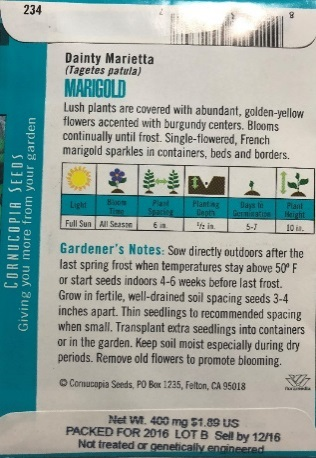 234
Dainty Marietta
(Tagetes patula)
MARIGOLD
Lush plants are covered with abundant, golden-yellow
flowers accented with burgundy centers. Blooms
continually until frost. Single-flowered, French
marigold sparkles in containers, beds and borders.
Light Bloom Time Plant Spacing Planting Depth Days to Germination Plant Height
Full Sun All Season 6 in. 1/2 in. 5-7 10 in.
Gardener's Notes: Sow directly outdoors after the
last spring frost when temperatures stay above 50° F
or start seeds indoors 4-6 weeks before last frost.
Grow in fertile, well-drained soil spacing seeds 3-4
inches apart. Thin seedlings to recommended spacing
when small. Transplant extra seedlings into containers
or in the garden. Keep soil moist especially during dry
periods. Remove old flowers to promote blooming.
© Cornucopia Seeds, PO Box 1235, Felton, CA 95018
Net Wt. 400 mg $1.89 US
PACKED FOR 2016 LOT B Sell by 12/16
Not treated or genetically engineered
CORNUCOPIA SEEDS
Giving you more from your garden